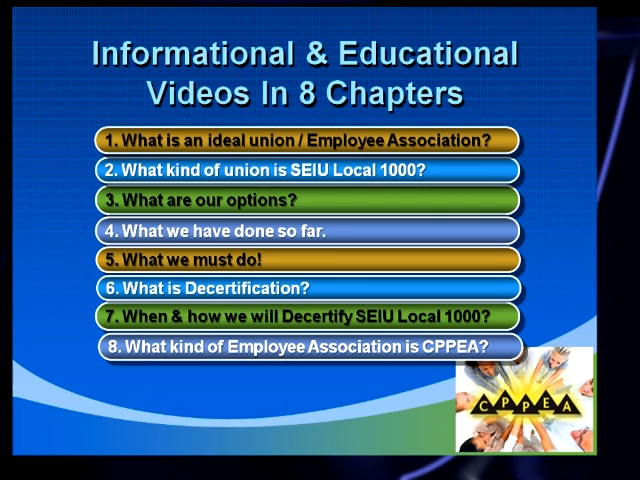 Informational & Educational
Videos In 8 Chapters
1. What is an ideal union / Employee Association?
2. What kind of union is SEIU Local 1000?
3. What are our options?
4. What we have done so far.
5. What we must do!
6. What is Decertification?
7. When & how we will Decertify SEIU Local 1000?
8. What kind of Employee Association is CPPEA?
CPPEA